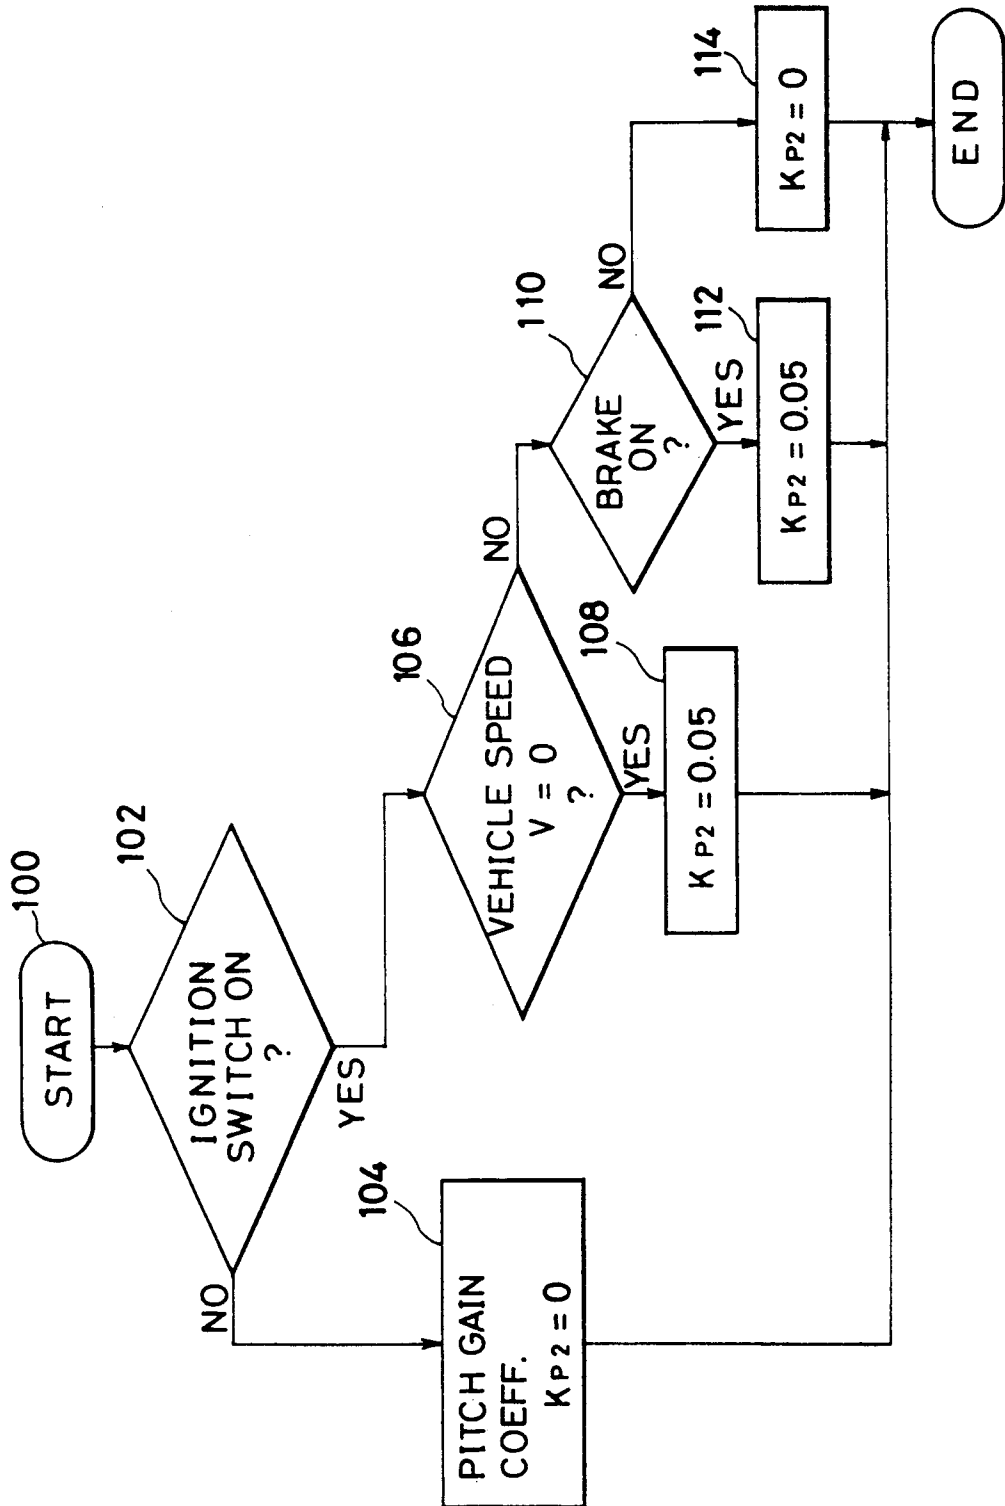 100
START
102
IGNITION
SWITCH ON
?
NO
YES
104
PITCH GAIN
COEFF.
KP2 = 0
106
VEHICLE SPEED
V = 0
?
NO
YES
108
KP2 = 0.05
110
BRAKE
ON
?
NO
YES
112
KP2 = 0.05
114
KP2 = 0
END